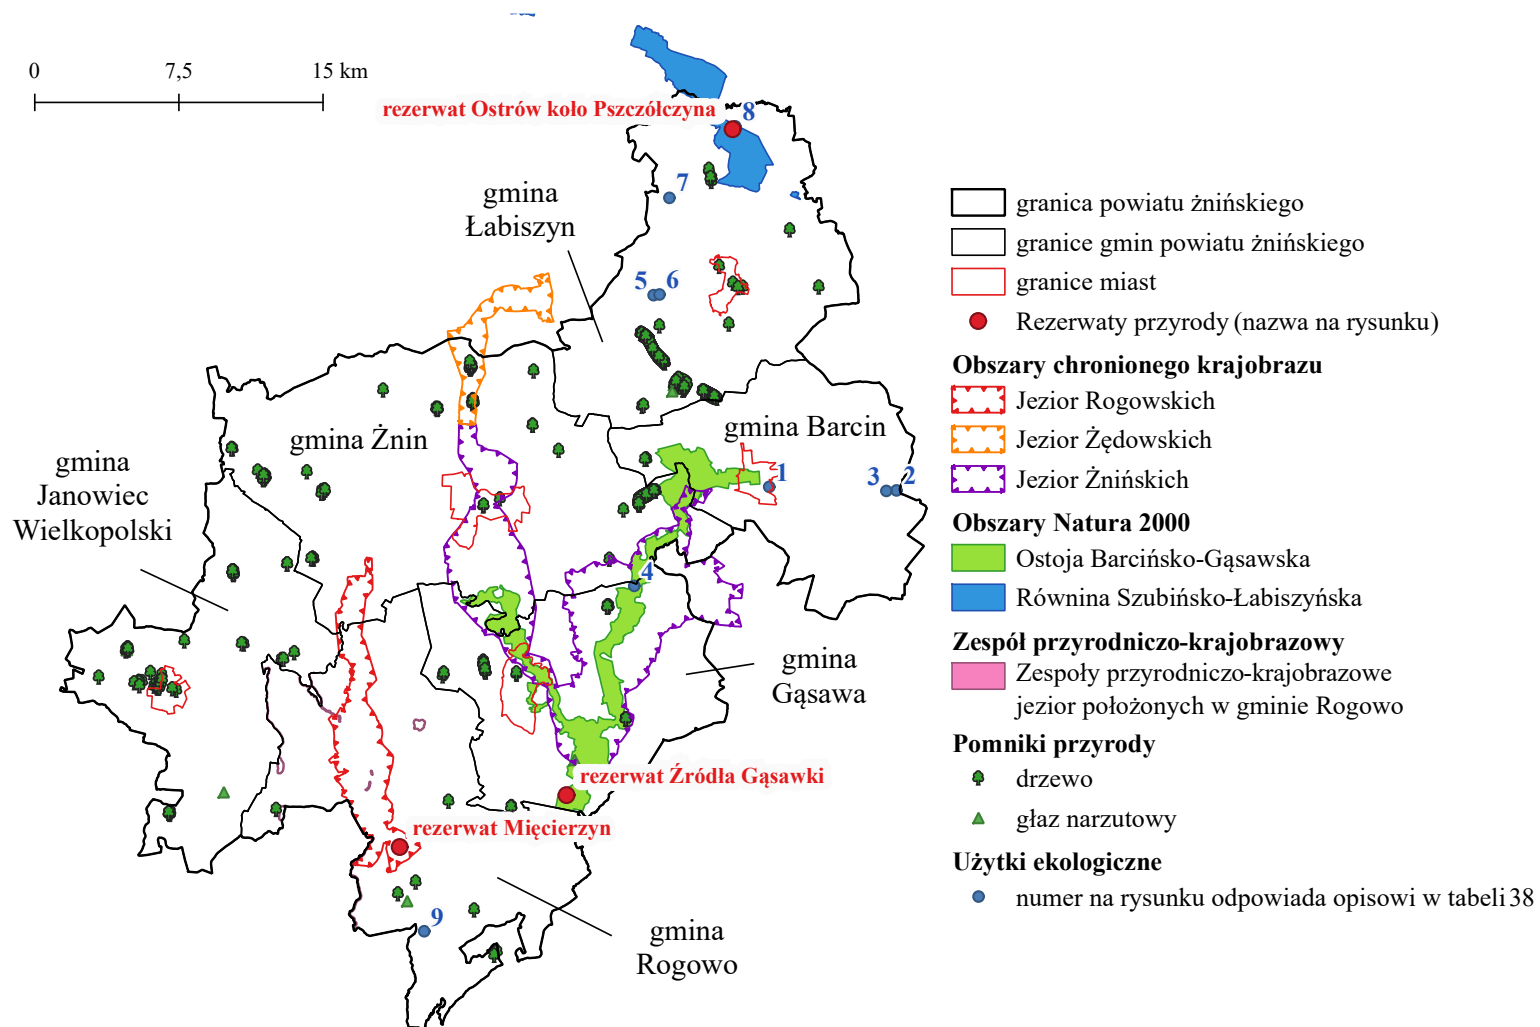 0 7,5 15 km
rezerwat Ostrów koło Pszczółczyna
8
7
gmina
Łabiszyn
5 6
gmina Żnin
gmina Barcin
1
3 2
gmina
Janowiec
Wielkopolski
4
gmina
Gąsawa
rezerwat Źródła Gąsawki
rezerwat Mięcierzyn
9
gmina
Rogowo
granica powiatu żnińskiego
granice gmin powiatu żnińskiego
granice miast
Rezerwaty przyrody (nazwa na rysunku)
Obszary chronionego krajobrazu
Jezior Rogowskich
Jezior Żędowskich
Jezior Żnińskich
Obszary Natura 2000
Ostoja Barcińsko-Gąsawska
Równina Szubińsko-Łabiszyńska
Zespół przyrodniczo-krajobrazowy
Zespoły przyrodniczo-krajobrazowe
jezior położonych w gminie Rogowo
Pomniki przyrody
drzewo
głaz narzutowy
Użytki ekologiczne
numer na rysunku odpowiada opisowi w tabeli 38